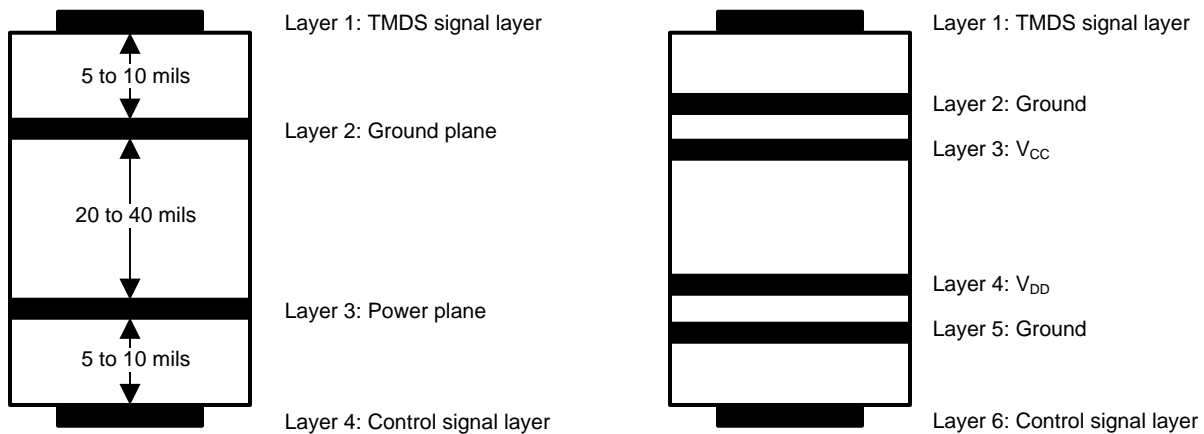 Layer 1: TMDS signal layer
5 to 10 mils
Layer 2: Ground plane
20 to 40 mils
Layer 3: Power plane
5 to 10 mils
Layer 4: Control signal layer
Layer 1: TMDS signal layer
Layer 2: Ground
Layer 3: VCC
Layer 4: VDD
Layer 5: Ground
Layer 6: Control signal layer